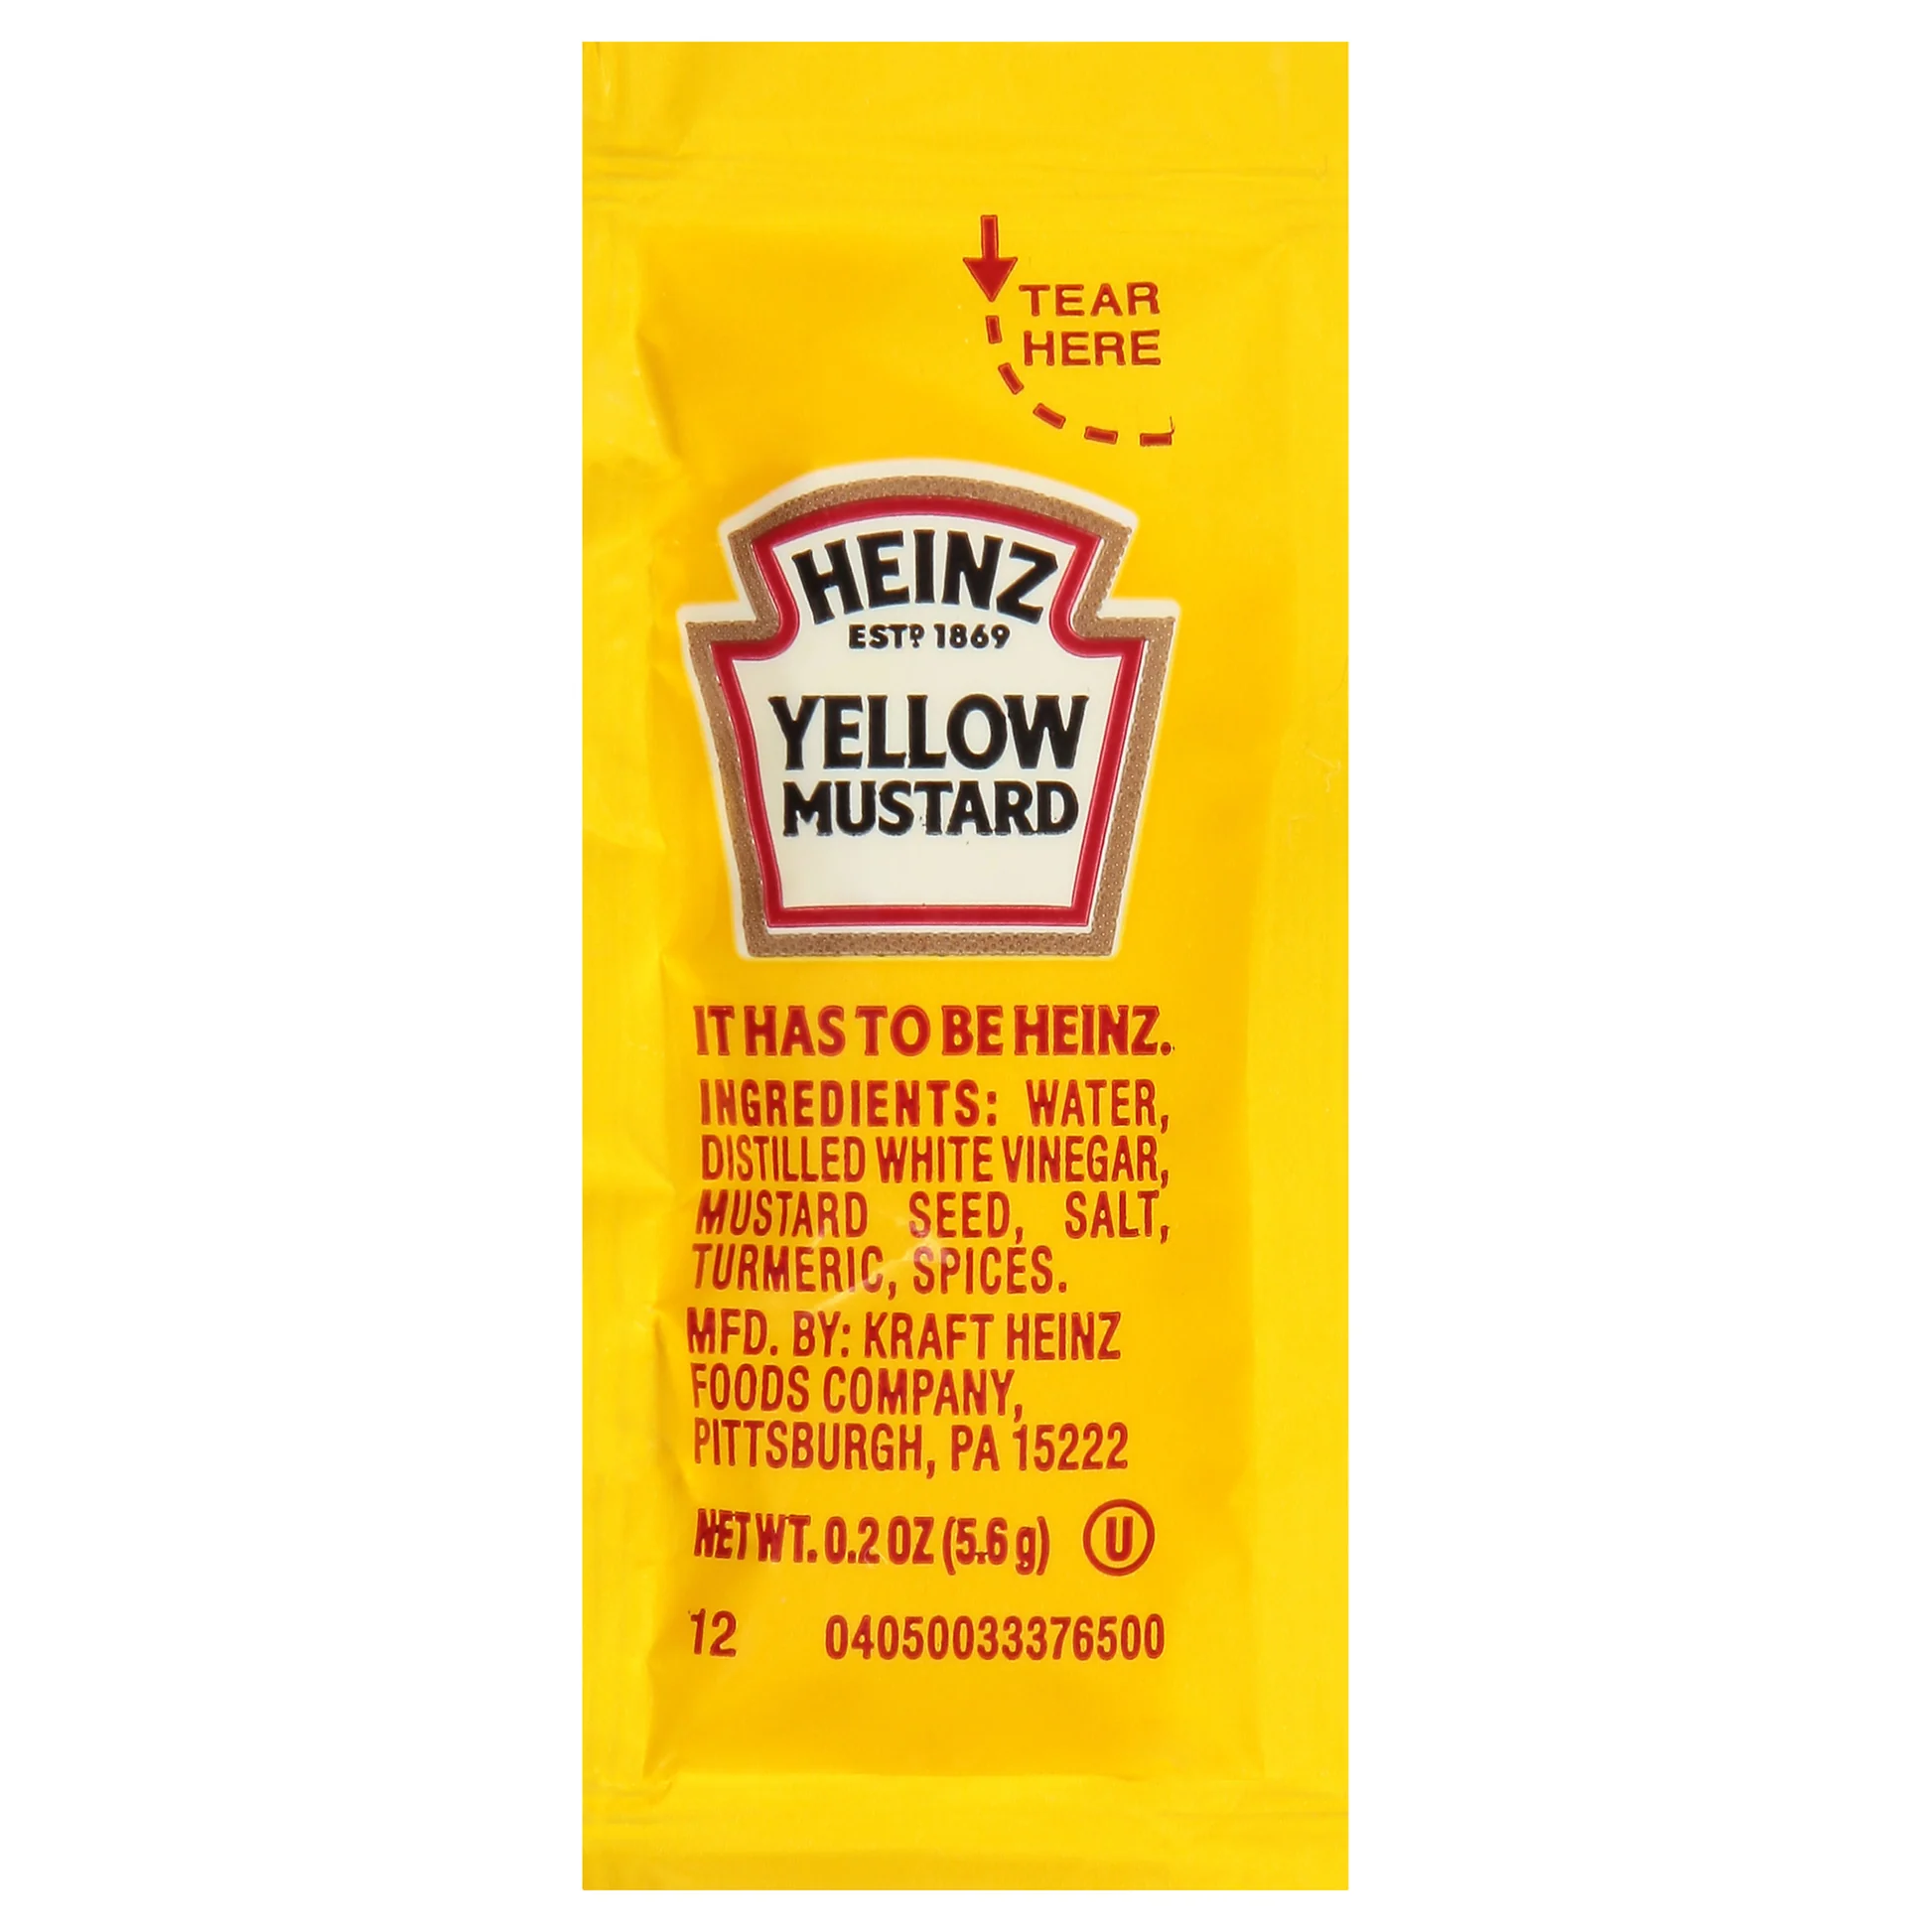 TEAR
HERE
HEINZ
ESTD 1869
YELLOW
MUSTARD
IT HAS TO BE HEINZ.
INGREDIENTS: WATER,
DISTILLED WHITE VINEGAR,
MUSTARD SEED, SALT,
TURMERIC, SPICES.
MFD. BY: KRAFT HEINZ
FOODS COMPANY,
PITTSBURGH, PA 15222
NET WT. 0.2 OZ (5.6 g) U
12 04050033376500